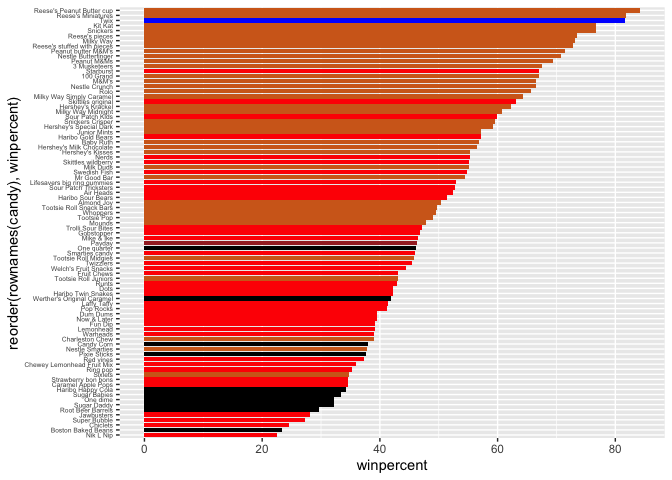 Reese's Peanut Butter cup
Reese's Miniatures
Twix
Kit Kat
Snickers
Reese's pieces
Milky Way
Reese's stuffed with pieces
Peanut butter M&M's
Nestle Butterfinger
Peanut M&Ms
3 Musketeers
Starburst
100 Grand
M&M's
Nestle Crunch
Rolo
Milky Way Simply Caramel
Skittles original
Hershey's Krackel
Milky Way Midnight
Sour Patch Kids
Snickers Crisper
Hershey's Special Dark
Junior Mints
Haribo Gold Bears
Baby Ruth
Hershey's Milk Chocolate
Hershey's Kisses
Nerds
Skittles wildberry
Milk Duds
Swedish Fish
Mr Good Bar
Lifesavers big ring gummies
Sour Patch Tricksters
Air Heads
Haribo Sour Bears
Almond Joy
Tootsie Roll Snack Bars
Whoppers
Tootsie Pop
Mounds
Trolli Sour Bites
Gobstopper
Mike & Ike
Payday
One quarter
Smarties candy
Tootsie Roll Midgies
Twizzlers
Welch's Fruit Snacks
Fruit Chews
Tootsie Roll Juniors
Runts
Dots
Haribo Twin Snakes
Werther's Original Caramel
Laffy Taffy
Pop Rocks
Dum Dums
Now & Later
Fun Dip
Lemonhead
Warheads
Charleston Chew
Candy Corn
Nestle Smarties
Pixie Sticks
Red vines
Chewey Lemonhead Fruit Mix
Ring pop
Sixlets
Strawberry bon bons
Caramel Apple Pops
Haribo Happy Cola
Sugar Babies
One dime
Sugar Daddy
Root Beer Barrels
Jawbusters
Super Bubble
Chiclets
Boston Baked Beans
Nik L Nip
reorder(rownames(candy), winpercent)
0 20 40 60 80
winpercent